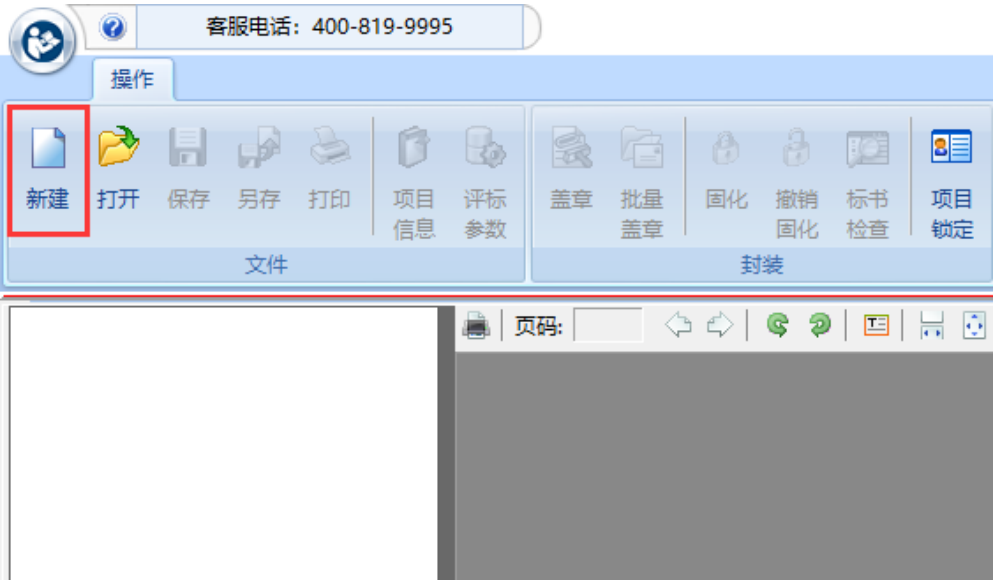 客服电话：400-819-9995
操作
新建 打开 保存 另存 打印 项目 评标 盖章 批量 固化 撤销 标书 项目
信息 参数 盖章 固化 检查 锁定
文件 封装
页码: